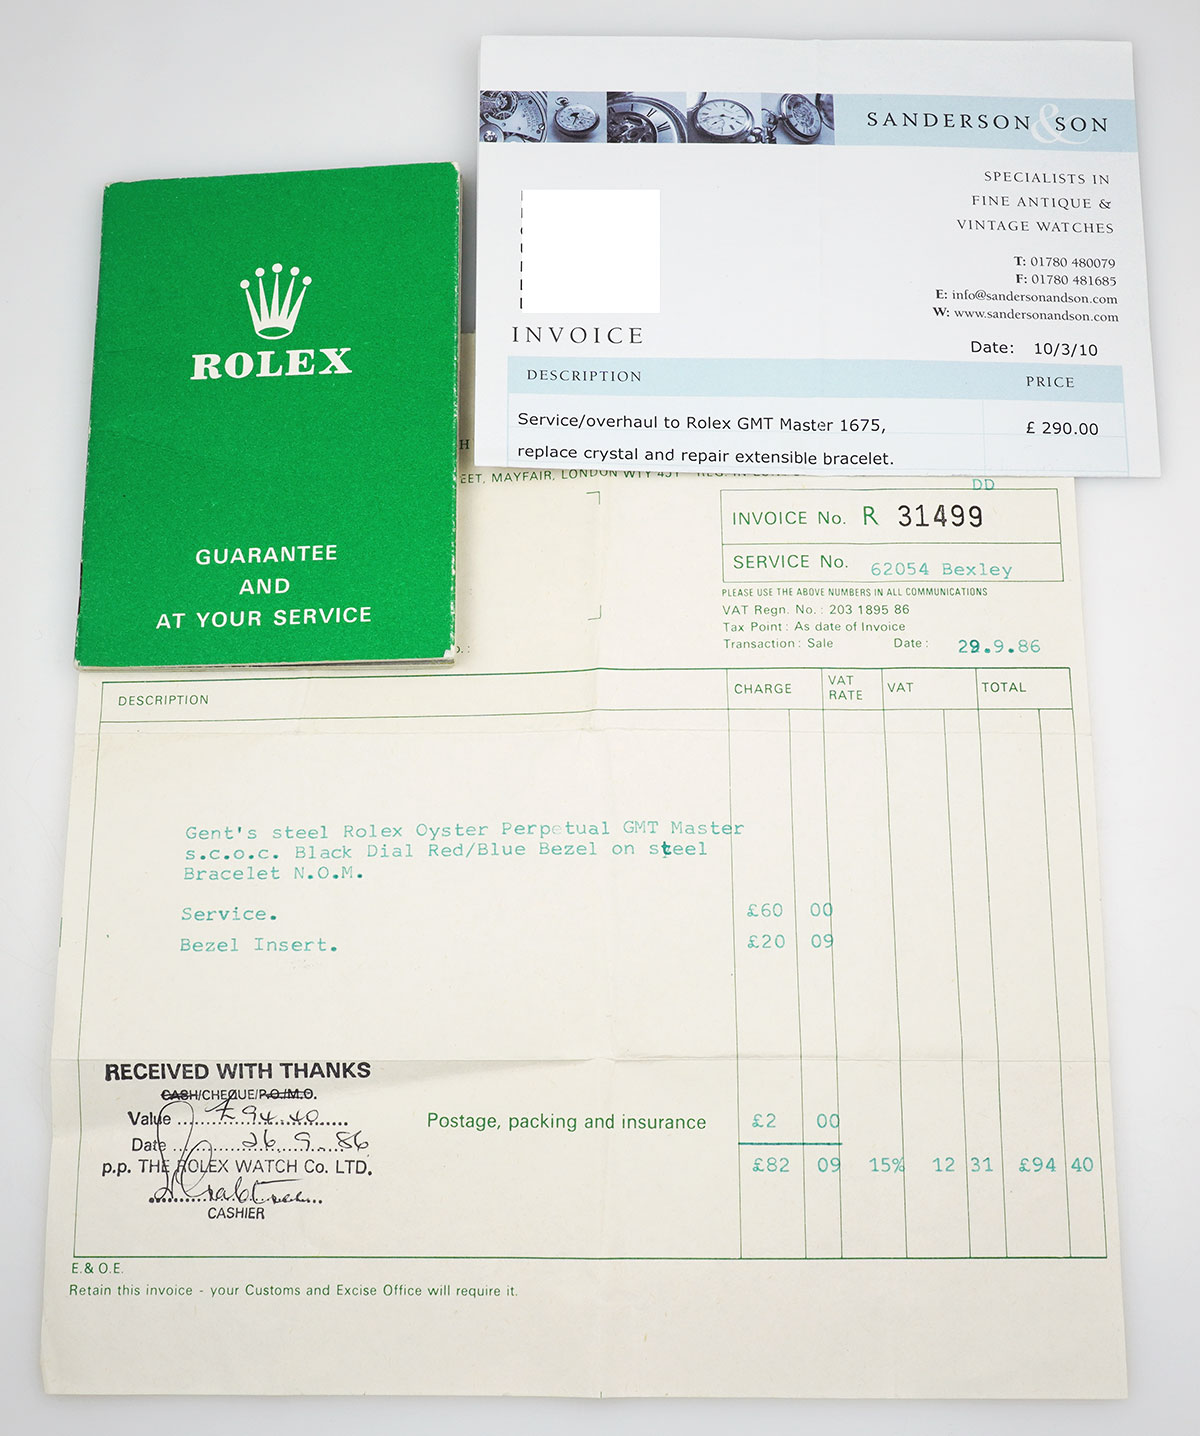 SANDERSON & SON
SPECIALISTS IN
FINE ANTIQUE &
VINTAGE WATCHES
T: 01780 480079
F: 01780 481685
E: info@sandersonandson.com
W: www.sandersonandson.com
INVOICE
Date: 10/3/10
DESCRIPTION PRICE
Service/overhaul to Rolex GMT Master 1675, £ 290.00
replace crystal and repair extensible bracelet.
ROLEX
GUARANTEE
AND
AT YOUR SERVICE
MAYFAIR, LONDON W1Y
DD
INVOICE No. R 31499
SERVICE No. 62054 Bexley
PLEASE USE THE ABOVE NUMBERS IN ALL COMMUNICATIONS
VAT Regn. No.: 203 1895 86
Tax Point: As date of Invoice
Transaction: Sale Date: 29.9.86
DESCRIPTION CHARGE VAT RATE VAT TOTAL
Gent's steel Rolex Oyster Perpetual GMT Master
s.c.o.c. Black Dial Red/Blue Bezel on steel
Bracelet N.O.M.
Service. £60 00
Bezel Insert. £20 09
RECEIVED WITH THANKS
CASH/CHEQUE/P.O./M.O.
Value £94.40
Date 26.9.86
p.p. THE ROLEX WATCH Co. LTD.
CASHIER
Postage, packing and insurance £2 00
£82 09 15% 12 31 £94 40
E.& O.E.
Retain this invoice - your Customs and Excise Office will require it.